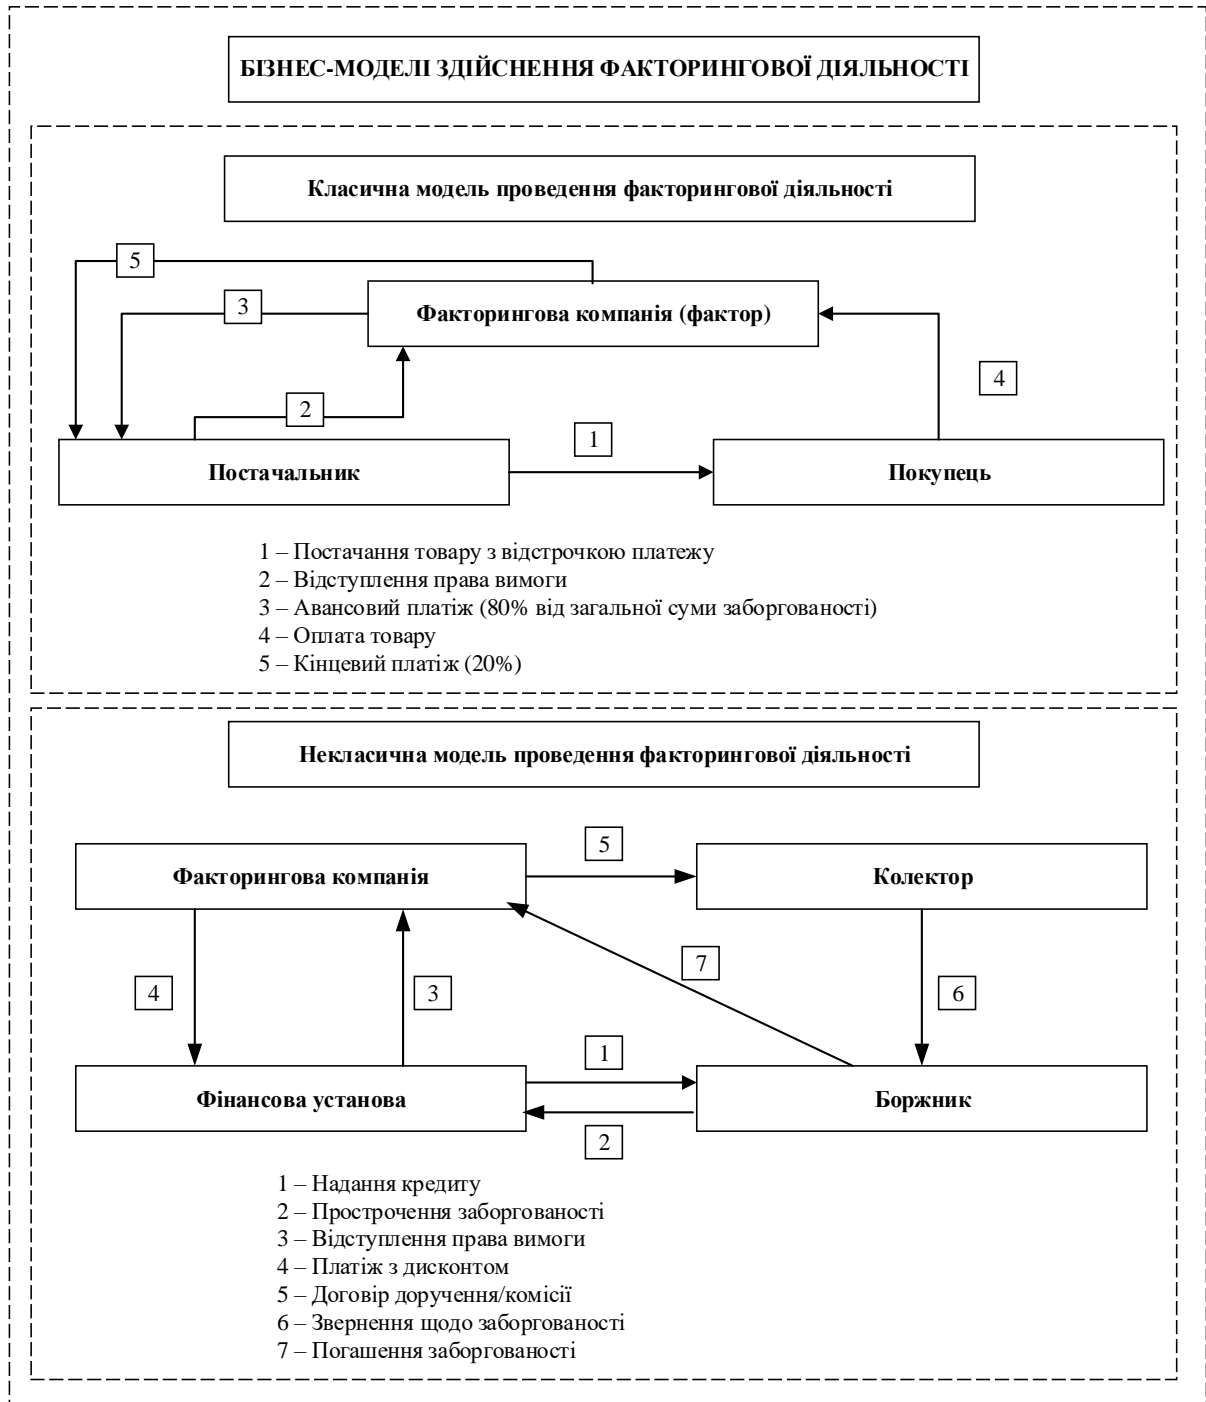 БІЗНЕС-МОДЕЛІ ЗДІЙСНЕННЯ ФАКТОРИНГОВОЇ ДІЯЛЬНОСТІ
Класична модель проведення факторингової діяльності
5
3
Факторингова компанія (фактор)
4
2
1
Постачальник
Покупець
1 – Постачання товару з відстрочкою платежу
2 – Відступлення права вимоги
3 – Авансовий платіж (80% від загальної суми заборгованості)
4 – Оплата товару
5 – Кінцевий платіж (20%)
Некласична модель проведення факторингової діяльності
5
Факторингова компанія
Колектор
7
4
3
6
1
Фінансова установа
Боржник
2
1 – Надання кредиту
2 – Прострочення заборгованості
3 – Відступлення права вимоги
4 – Платіж з дисконтом
5 – Договір доручення/комісії
6 – Звернення щодо заборгованості
7 – Погашення заборгованості